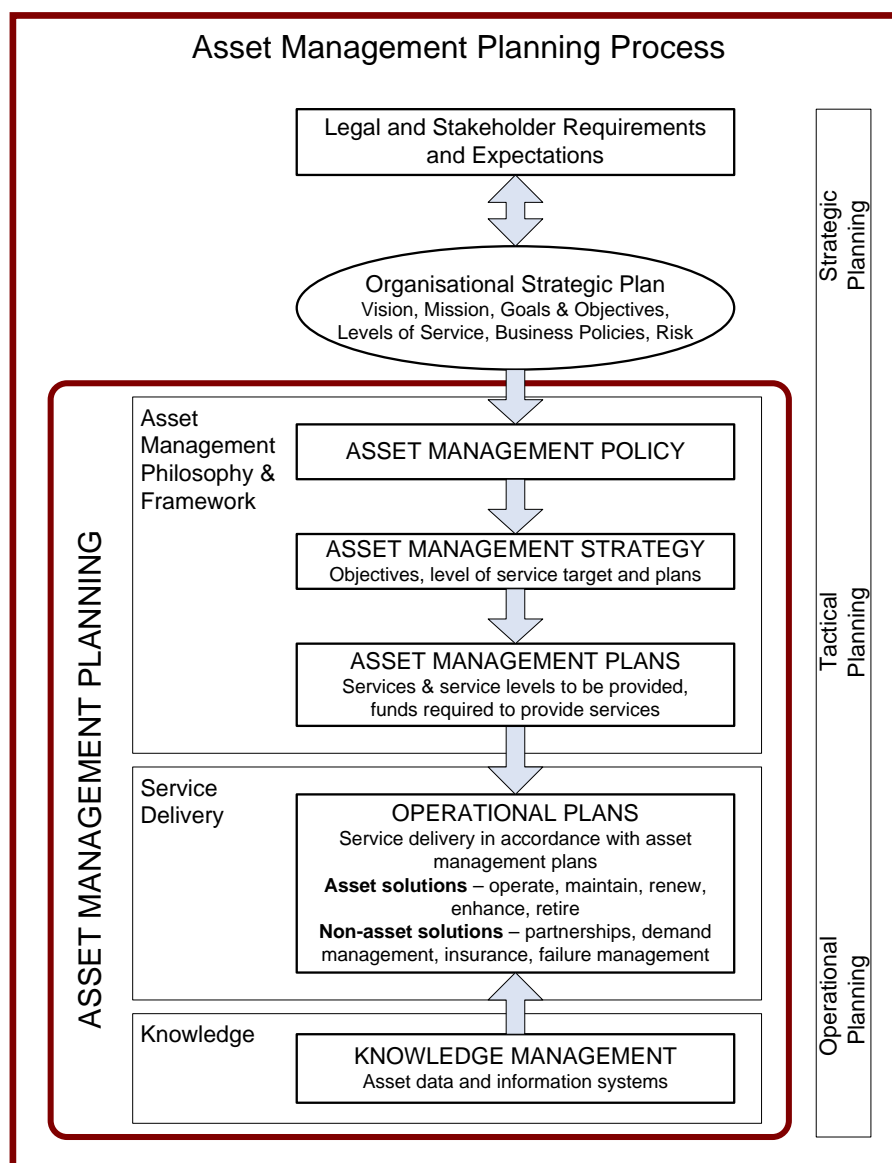 Asset Management Planning Process
Legal and Stakeholder Requirements
and Expectations
Strategic
Planning
Organisational Strategic Plan
Vision, Mission, Goals & Objectives,
Levels of Service, Business Policies, Risk
ASSET MANAGEMENT PLANNING
Asset
Management
Philosophy &
Framework
ASSET MANAGEMENT POLICY
ASSET MANAGEMENT STRATEGY
Objectives, level of service target and plans
Tactical
Planning
ASSET MANAGEMENT PLANS
Services & service levels to be provided,
funds required to provide services
Service
Delivery
OPERATIONAL PLANS
Service delivery in accordance with asset
management plans
Asset solutions – operate, maintain, renew,
enhance, retire
Non-asset solutions – partnerships, demand
management, insurance, failure management
Operational
Planning
Knowledge
KNOWLEDGE MANAGEMENT
Asset data and information systems